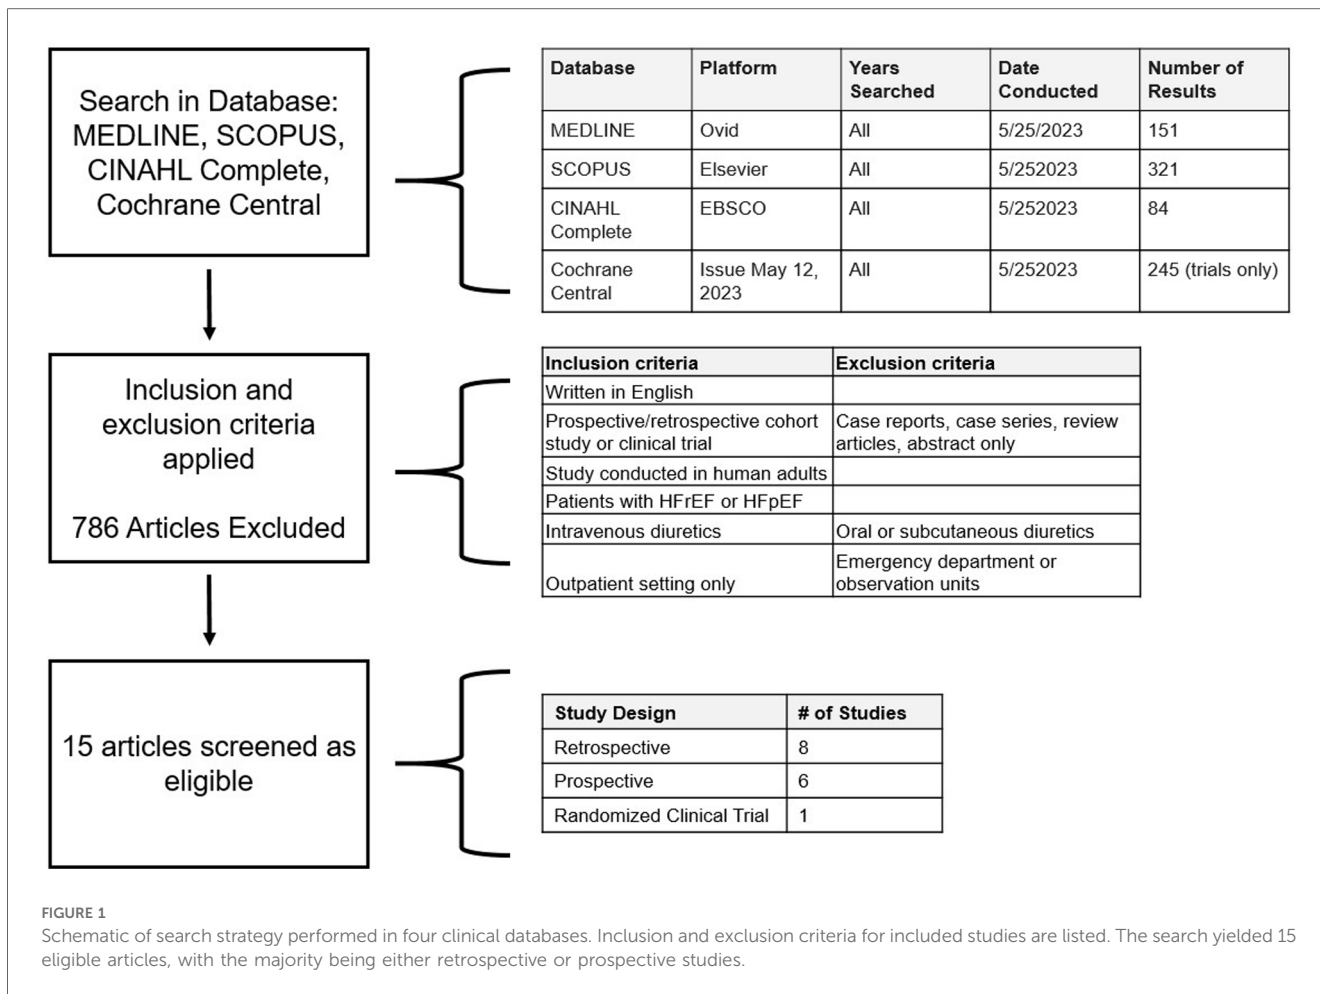 Search in Database:
MEDLINE, SCOPUS,
CINAHL Complete,
Cochrane Central
Database Platform Years Searched Date Conducted Number of Results
MEDLINE Ovid All 5/25/2023 151
SCOPUS Elsevier All 5/252023 321
CINAHL Complete EBSCO All 5/252023 84
Cochrane Central Issue May 12, 2023 All 5/252023 245 (trials only)
Inclusion and
exclusion criteria
applied
786 Articles Excluded
Inclusion criteria Exclusion criteria
Written in English
Prospective/retrospective cohort study or clinical trial Case reports, case series, review articles, abstract only
Study conducted in human adults
Patients with HFrEF or HFpEF
Intravenous diuretics Oral or subcutaneous diuretics
Outpatient setting only Emergency department or observation units
15 articles screened as
eligible
Study Design # of Studies
Retrospective 8
Prospective 6
Randomized Clinical Trial 1
FIGURE 1
Schematic of search strategy performed in four clinical databases. Inclusion and exclusion criteria for included studies are listed. The search yielded 15
eligible articles, with the majority being either retrospective or prospective studies.